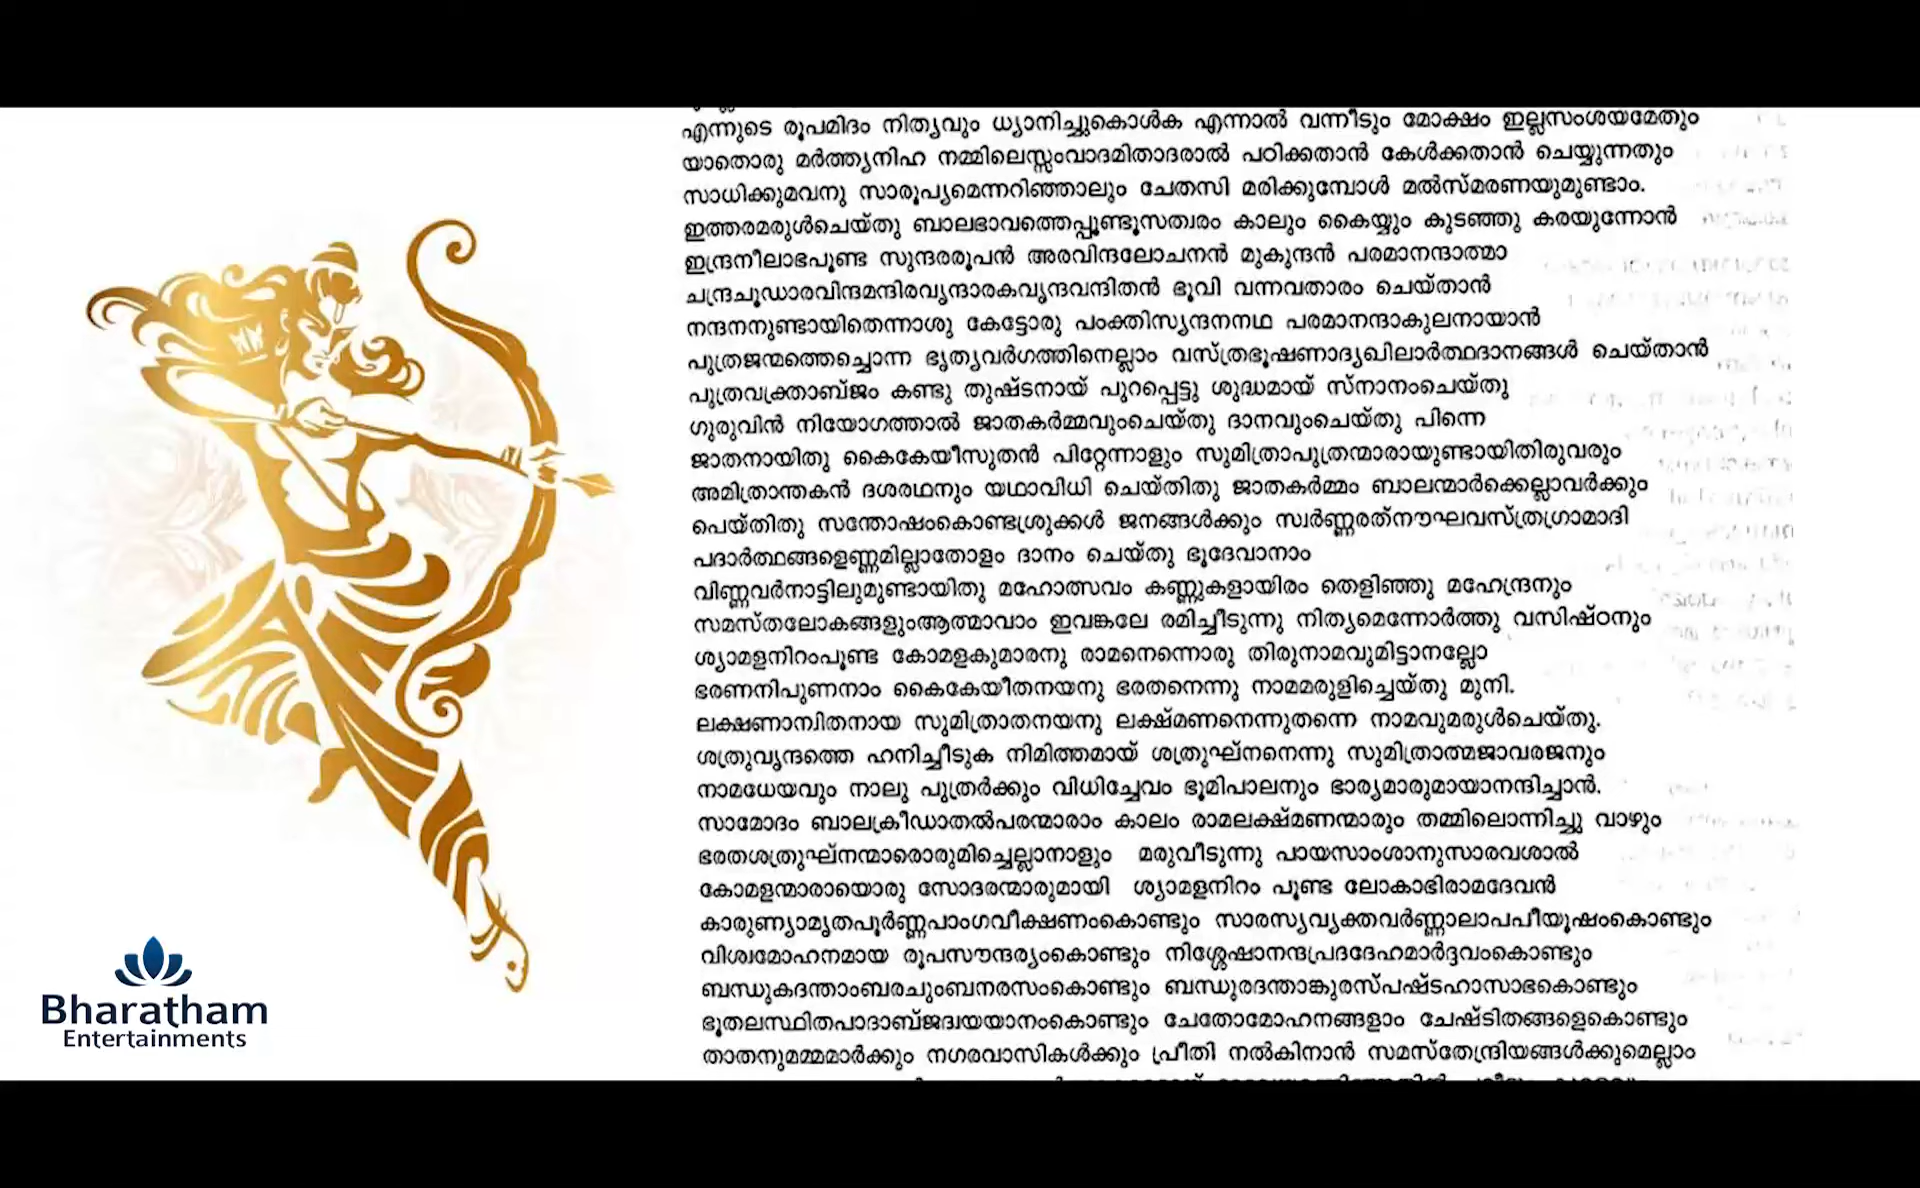 എന്നുടെ രൂപമിദം നിത്യവും ധ്യാനിച്ചുകൊൾക എന്നാൽ വന്നീടും മോക്ഷം ഇല്ലസംശയമേതും
യാതൊരു മർത്ത്യനിഹ നമ്മിലെസ്സംവാദമിതാദരാൽ പഠിക്കതാൻ കേൾക്കതാൻ ചെയ്യുന്നതും
സാധിക്കുമവനു സാരൂപ്യമെന്നറിഞ്ഞാലും ചേതസി മരിക്കുമ്പോൾ മൽസ്മരണയുമുണ്ടാം.
ഇത്തരമരുൾചെയ്തു ബാലഭാവത്തെപ്പൂണ്ടൂസത്വരം കാലും കൈയ്യും കുടഞ്ഞു കരയുന്നോൻ
ഇന്ദ്രനീലാഭപൂണ്ട സുന്ദരരൂപൻ അരവിന്ദലോചനൻ മുകുന്ദൻ പരമാനന്ദാത്മാ
ചന്ദ്രചൂഡാരവിന്ദമന്ദിരവൃന്ദാരകവൃന്ദവന്ദിതൻ ഭൂവി വന്നവതാരം ചെയ്താൻ
നന്ദനനുണ്ടായിതെന്നാശു കേട്ടോരു പംക്തിസ്യന്ദനനഥ പരമാനന്ദാകുലനായാൻ
പുത്രജന്മത്തെച്ചൊന്ന ഭൃത്യവർഗത്തിനെല്ലാം വസ്ത്രഭൂഷണാദ്യഖിലാർത്ഥദാനങ്ങൾ ചെയ്താൻ
പുത്രവക്ത്രാബ്ജം കണ്ടു തുഷ്ടനായ് പുറപ്പെട്ടു ശുദ്ധമായ് സ്നാനംചെയ്തു
ഗുരുവിൻ നിയോഗത്താൽ ജാതകർമ്മവുംചെയ്തു ദാനവുംചെയ്തു പിന്നെ
ജാതനായിതു കൈകേയീസുതൻ പിറ്റേന്നാളും സുമിത്രാപുത്രന്മാരായുണ്ടായിതിരുവരും
അമിത്രാന്തകൻ ദശരഥനും യഥാവിധി ചെയ്തിതു ജാതകർമ്മം ബാലന്മാർക്കെല്ലാവർക്കും
പെയ്തിതു സന്തോഷംകൊണ്ടശ്രുക്കൾ ജനങ്ങൾക്കും സ്വർണ്ണരത്നൗഘവസ്ത്രഗ്രാമാദി
പദാർത്ഥങ്ങളെണ്ണമില്ലാതോളം ദാനം ചെയ്തു ഭൂദേവാനാം
വിണ്ണവർനാട്ടിലുമുണ്ടായിതു മഹോത്സവം കണ്ണുകളായിരം തെളിഞ്ഞു മഹേന്ദ്രനും
സമസ്തലോകങ്ങളുംആത്മാവാം ഇവങ്കലേ രമിച്ചീടുന്നു നിത്യമെന്നോർത്തു വസിഷ്ഠനും
ശ്യാമളനിറംപൂണ്ട കോമളകുമാരനു രാമനെന്നൊരു തിരുനാമവുമിട്ടാനല്ലോ
ഭരണനിപുണനാം കൈകേയീതനയനു ഭരതനെന്നു നാമമരുളിച്ചെയ്തു മുനി.
ലക്ഷണാന്വിതനായ സുമിത്രാതനയനു ലക്ഷ്മണനെന്നുതന്നെ നാമവുമരുൾചെയ്തു.
ശത്രുവൃന്ദത്തെ ഹനിച്ചീടുക നിമിത്തമായ് ശത്രുഘ്നനെന്നു സുമിത്രാത്മജാവരജനും
നാമധേയവും നാലു പുത്രർക്കും വിധിച്ചേവം ഭൂമിപാലനും ഭാര്യമാരുമായാനന്ദിച്ചാൻ.
സാമോദം ബാലക്രീഡാതൽപരന്മാരാം കാലം രാമലക്ഷ്മണന്മാരും തമ്മിലൊന്നിച്ചു വാഴും
ഭരതശത്രുഘ്നന്മാരൊരുമിച്ചെല്ലാനാളും മരുവീടുന്നു പായസാംശാനുസാരവശാൽ
കോമളന്മാരായൊരു സോദരന്മാരുമായി ശ്യാമളനിറം പൂണ്ട ലോകാഭിരാമദേവൻ
കാരുണ്യാമൃതപൂർണ്ണപാംഗവീക്ഷണംകൊണ്ടും സാരസ്യവ്യക്തവർണ്ണാലാപപീയൂഷംകൊണ്ടും
വിശ്വമോഹനമായ രൂപസൗന്ദര്യംകൊണ്ടും നിശ്ശേഷാനന്ദപ്രദദേഹമാർദ്ദവംകൊണ്ടും
ബന്ധുകദന്താംബരചുംബനരസംകൊണ്ടും ബന്ധുരദന്താങ്കുരസ്പഷ്ടഹാസാഭകൊണ്ടും
ഭൂതലസ്ഥിതപാദാബ്ജദ്വയയാനംകൊണ്ടും ചേതോമോഹനങ്ങളാം ചേഷ്ടിതങ്ങളെകൊണ്ടും
താതനുമമ്മമാർക്കും നഗരവാസികൾക്കും പ്രീതി നൽകിനാൻ സമസ്തേന്ദ്രിയങ്ങൾക്കുമെല്ലാം
Bharatham
Entertainments